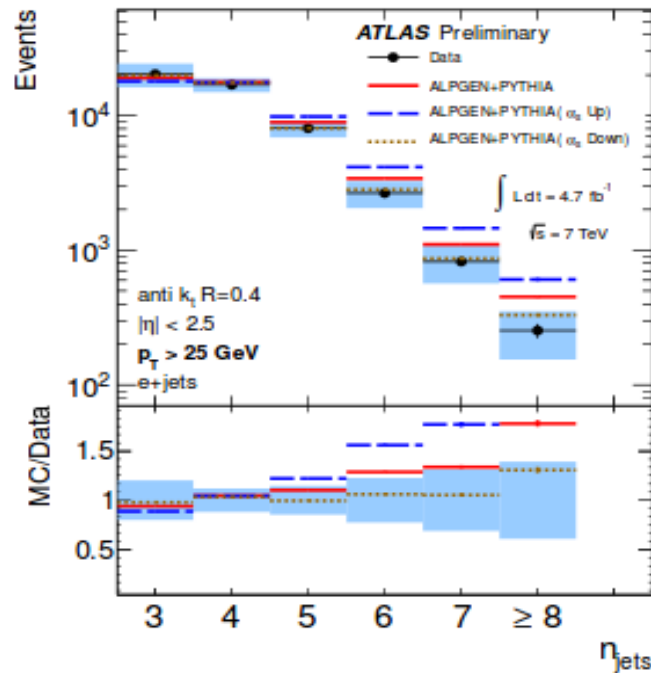 ATLAS Preliminary
Data
ALPGEN+PYTHIA
ALPGEN+PYTHIA( αs Up)
ALPGEN+PYTHIA( αs Down)
∫ L dt = 4.7 fb-1
√s = 7 TeV
anti kt R=0.4
|η| < 2.5
pT > 25 GeV
e+jets
Events
10^4
10^3
10^2
MC/Data
1.5
1
0.5
3 4 5 6 7 ≥ 8
njets